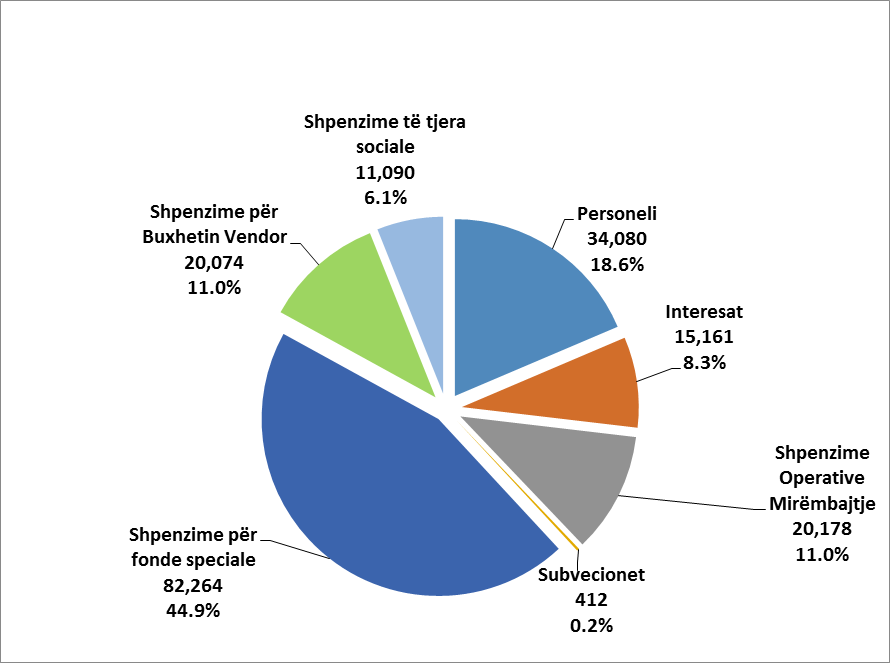 Shpenzime të tjera
sociale
11,090
6.1%
Shpenzime për
Buxhetin Vendor
20,074
11.0%
Personeli
34,080
18.6%
Interesat
15,161
8.3%
Shpenzime
Operative
Mirëmbajtje
20,178
11.0%
Shpenzime për
fonde speciale
82,264
44.9%
Subvecionet
412
0.2%